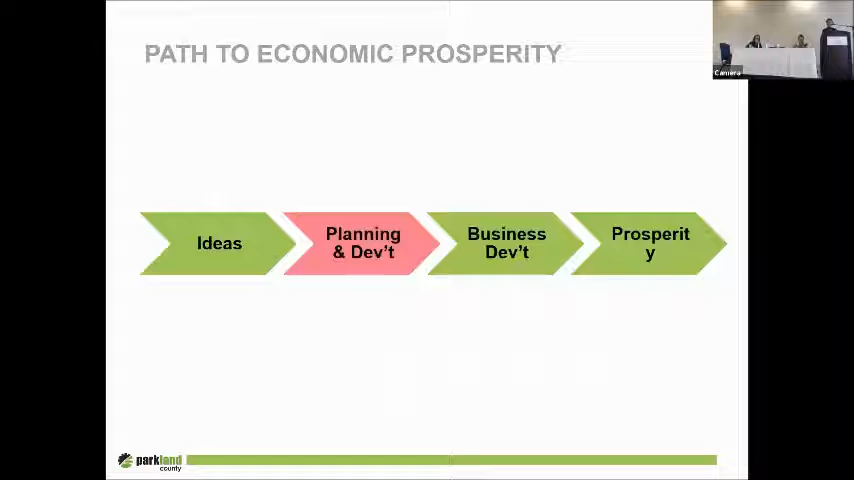 PATH TO ECONOMIC PROSPERITY
Camera
Ideas
Planning
& Dev't
Business
Dev't
Prosperit
y
parkland
county